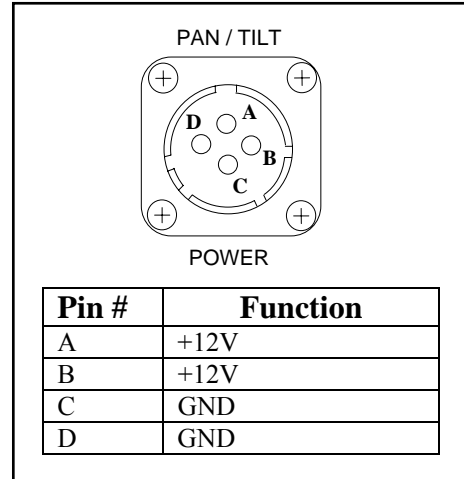 PAN / TILT
D A
B
C
POWER
Pin # Function
A +12V
B +12V
C GND
D GND